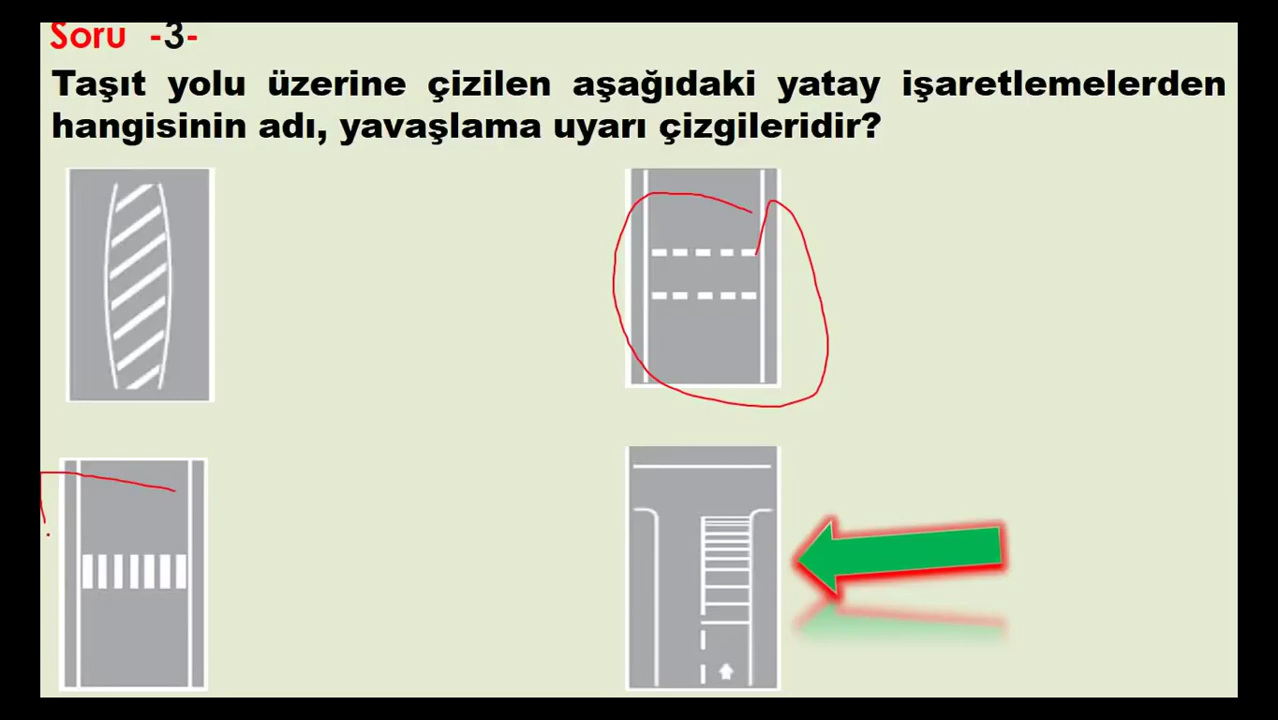 Soru -3-
Taşıt yolu üzerine çizilen aşağıdaki yatay işaretlemelerden
hangisinin adı, yavaşlama uyarı çizgileridir?